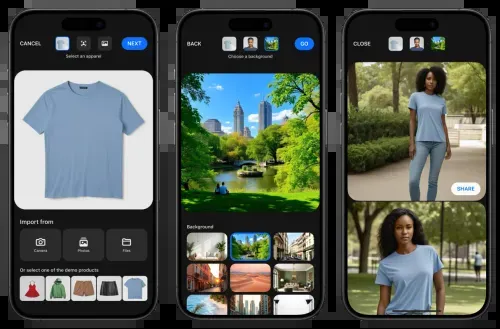 CANCEL
NEXT
Select an apparel
Import from
Camera
Photos
Files
Or select one of the demo products
BACK
GO
Choose a background
Background
CLOSE
SHARE